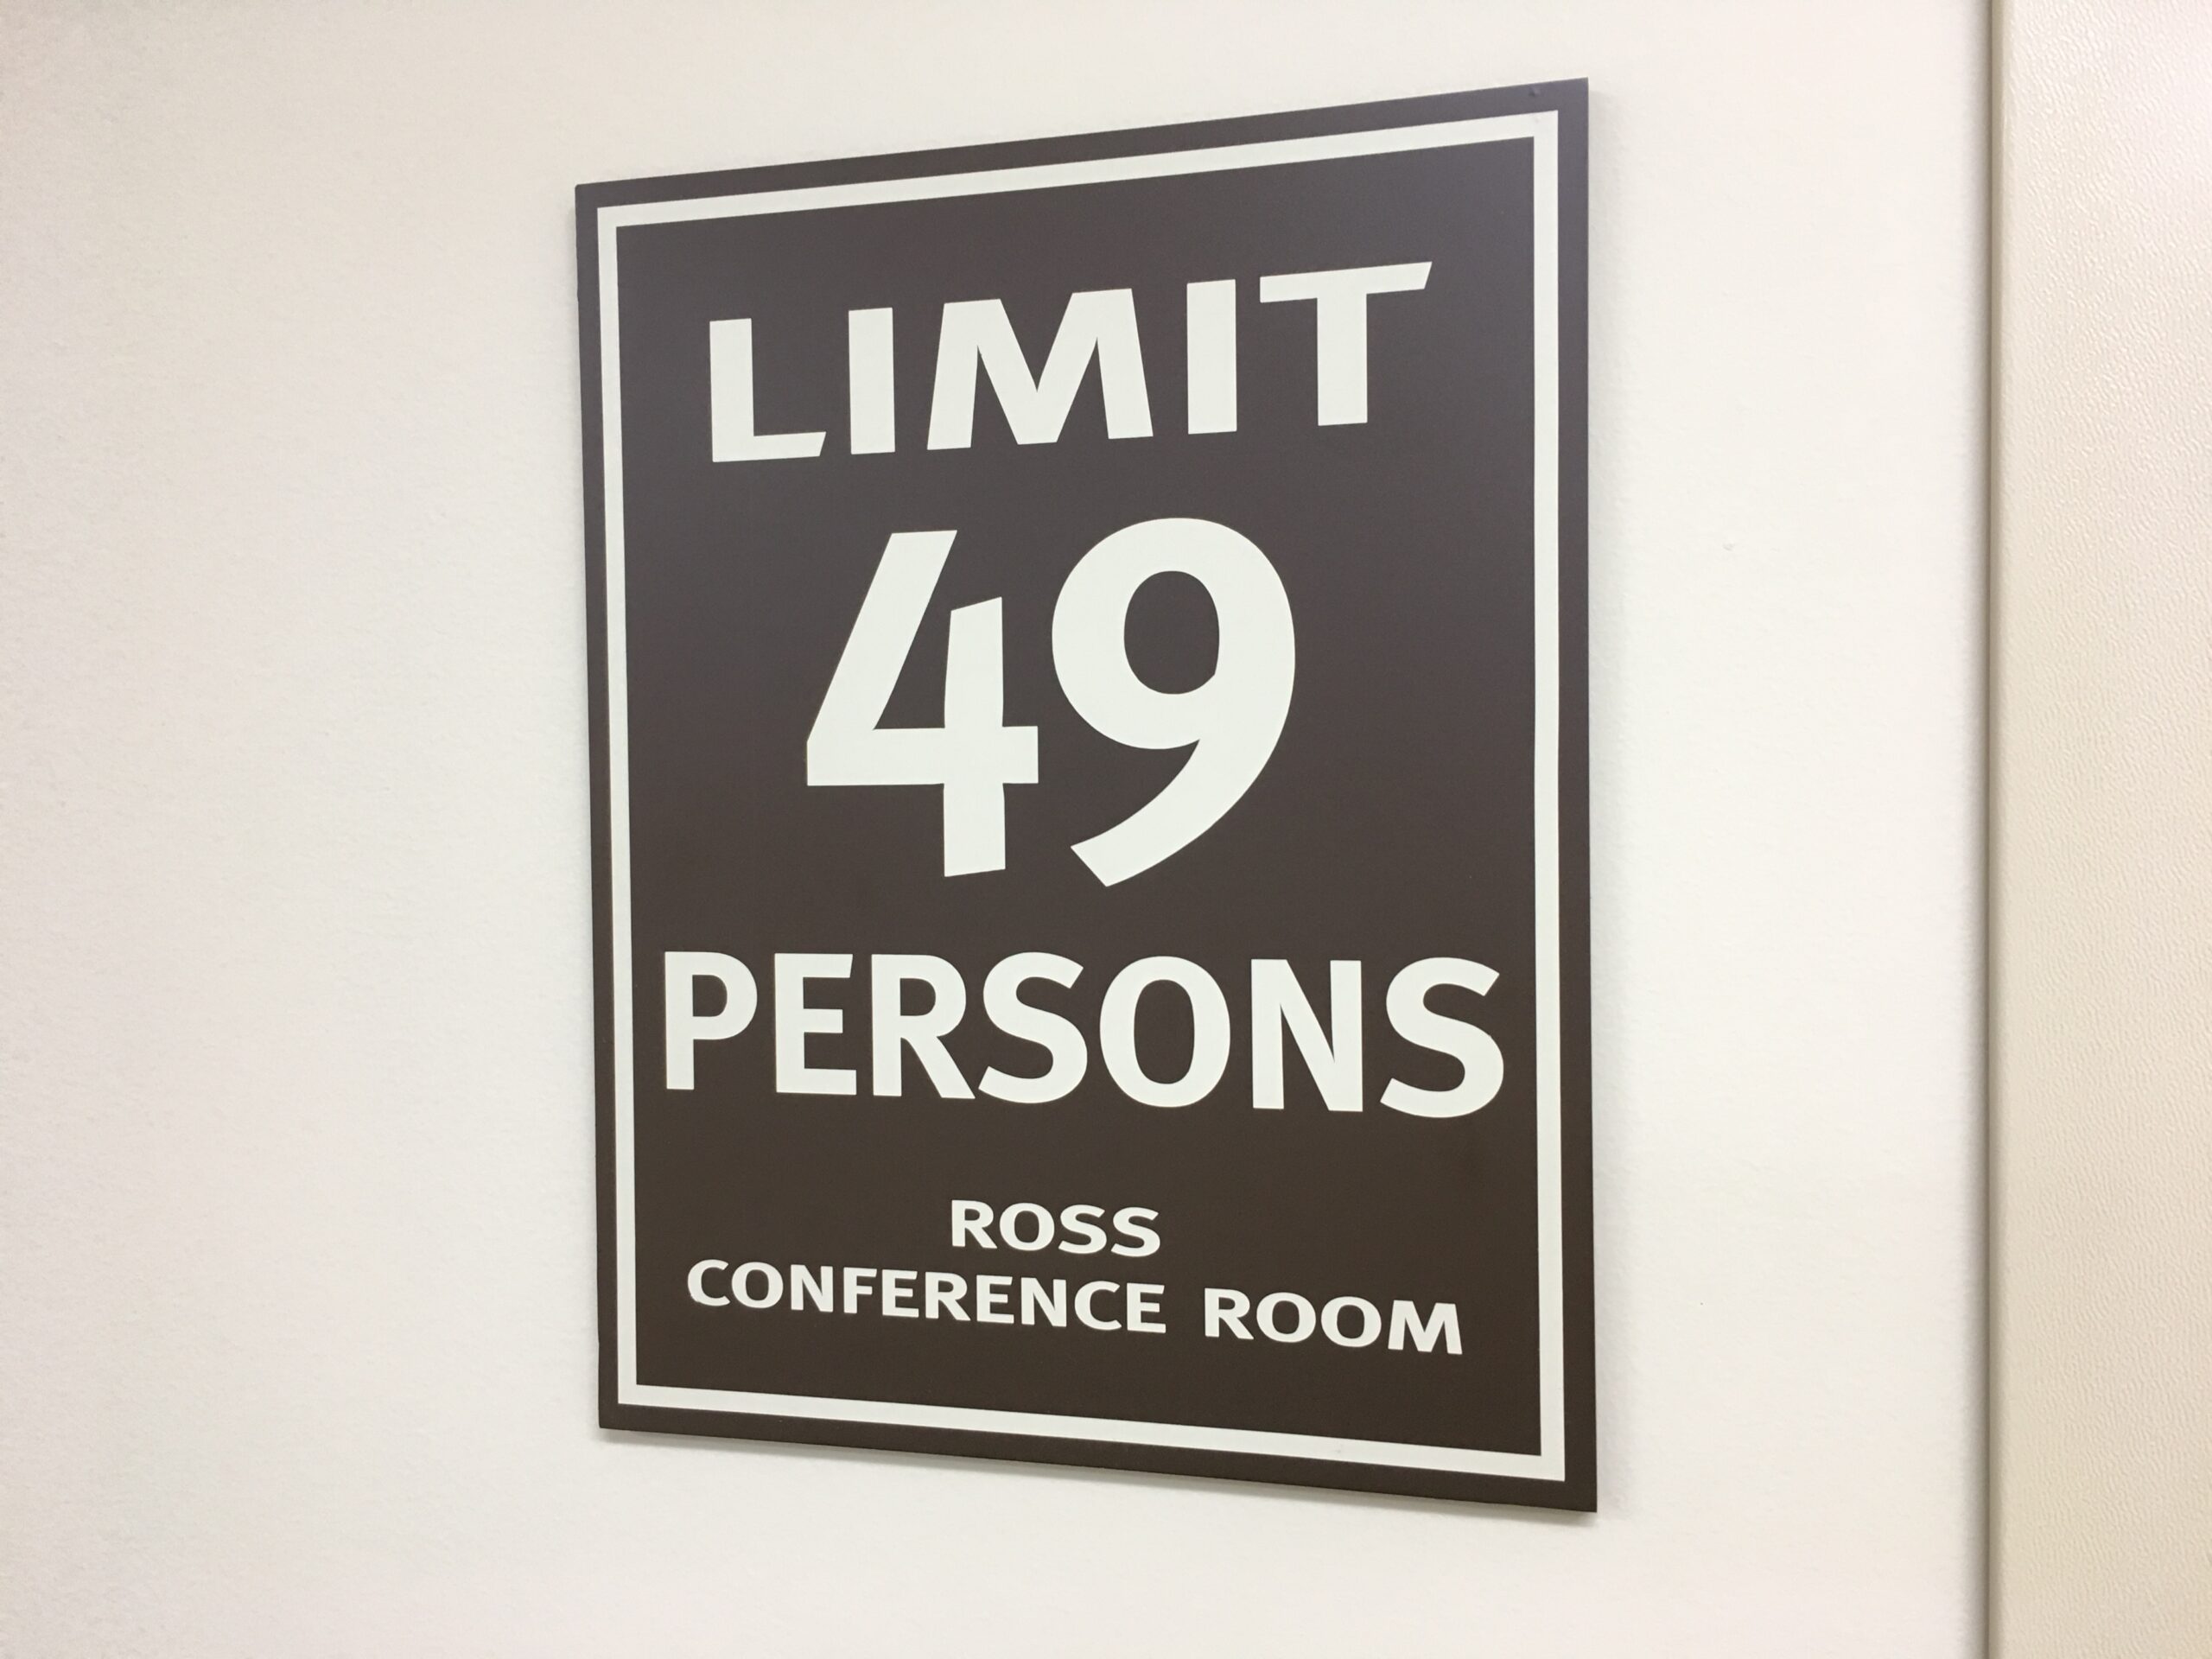 LIMIT
49
PERSONS
ROSS
CONFERENCE ROOM